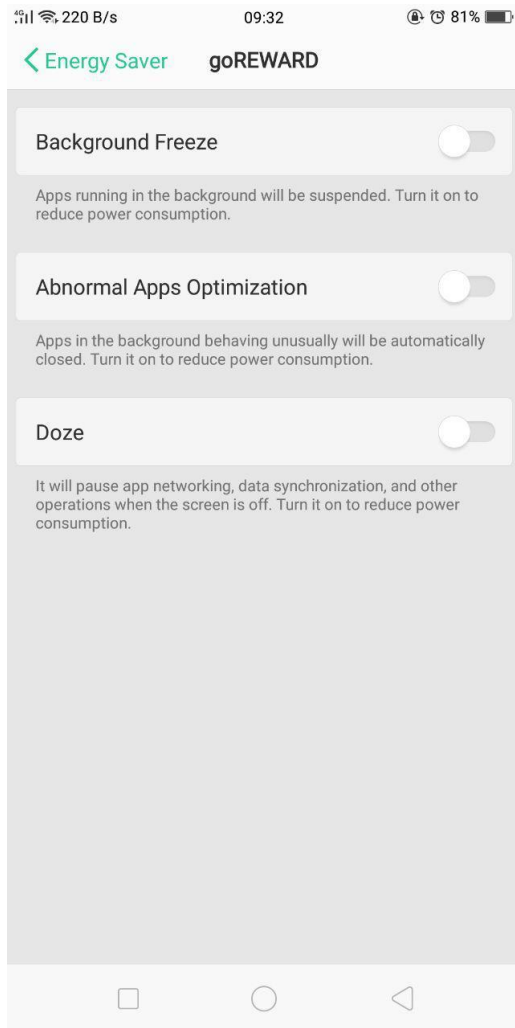 4G 220 B/s 09:32 81%
Energy Saver goREWARD
Background Freeze
Apps running in the background will be suspended. Turn it on to
reduce power consumption.
Abnormal Apps Optimization
Apps in the background behaving unusually will be automatically
closed. Turn it on to reduce power consumption.
Doze
It will pause app networking, data synchronization, and other
operations when the screen is off. Turn it on to reduce power
consumption.